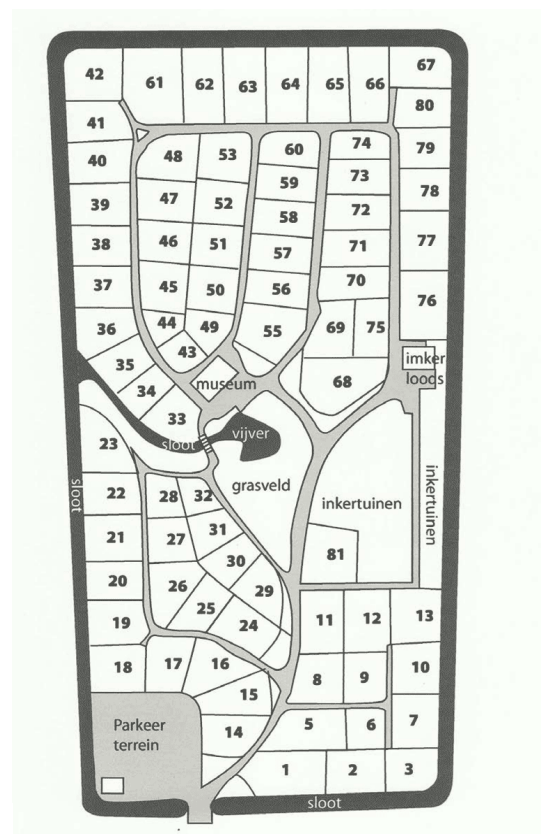 42 61 62 63 64 65 66 67
80
41
40 48 53 60 74 79
59 73
39 47 52 58 72 78
38 46 51 57 71 77
37 45 50 56 70 76
36 44 49 55 69 75
43
imker
loods
35 museum 68
34
33
23 sloot vijver
sloot
22 28 32 grasveld
inkertuinen
inkertuinen
21 27 31
30 81
20 26 29
25
19 24 11 12 13
18 17 16 8 9 10
15
Parkeer
terrein
14 5 6 7
1 2 3
sloot